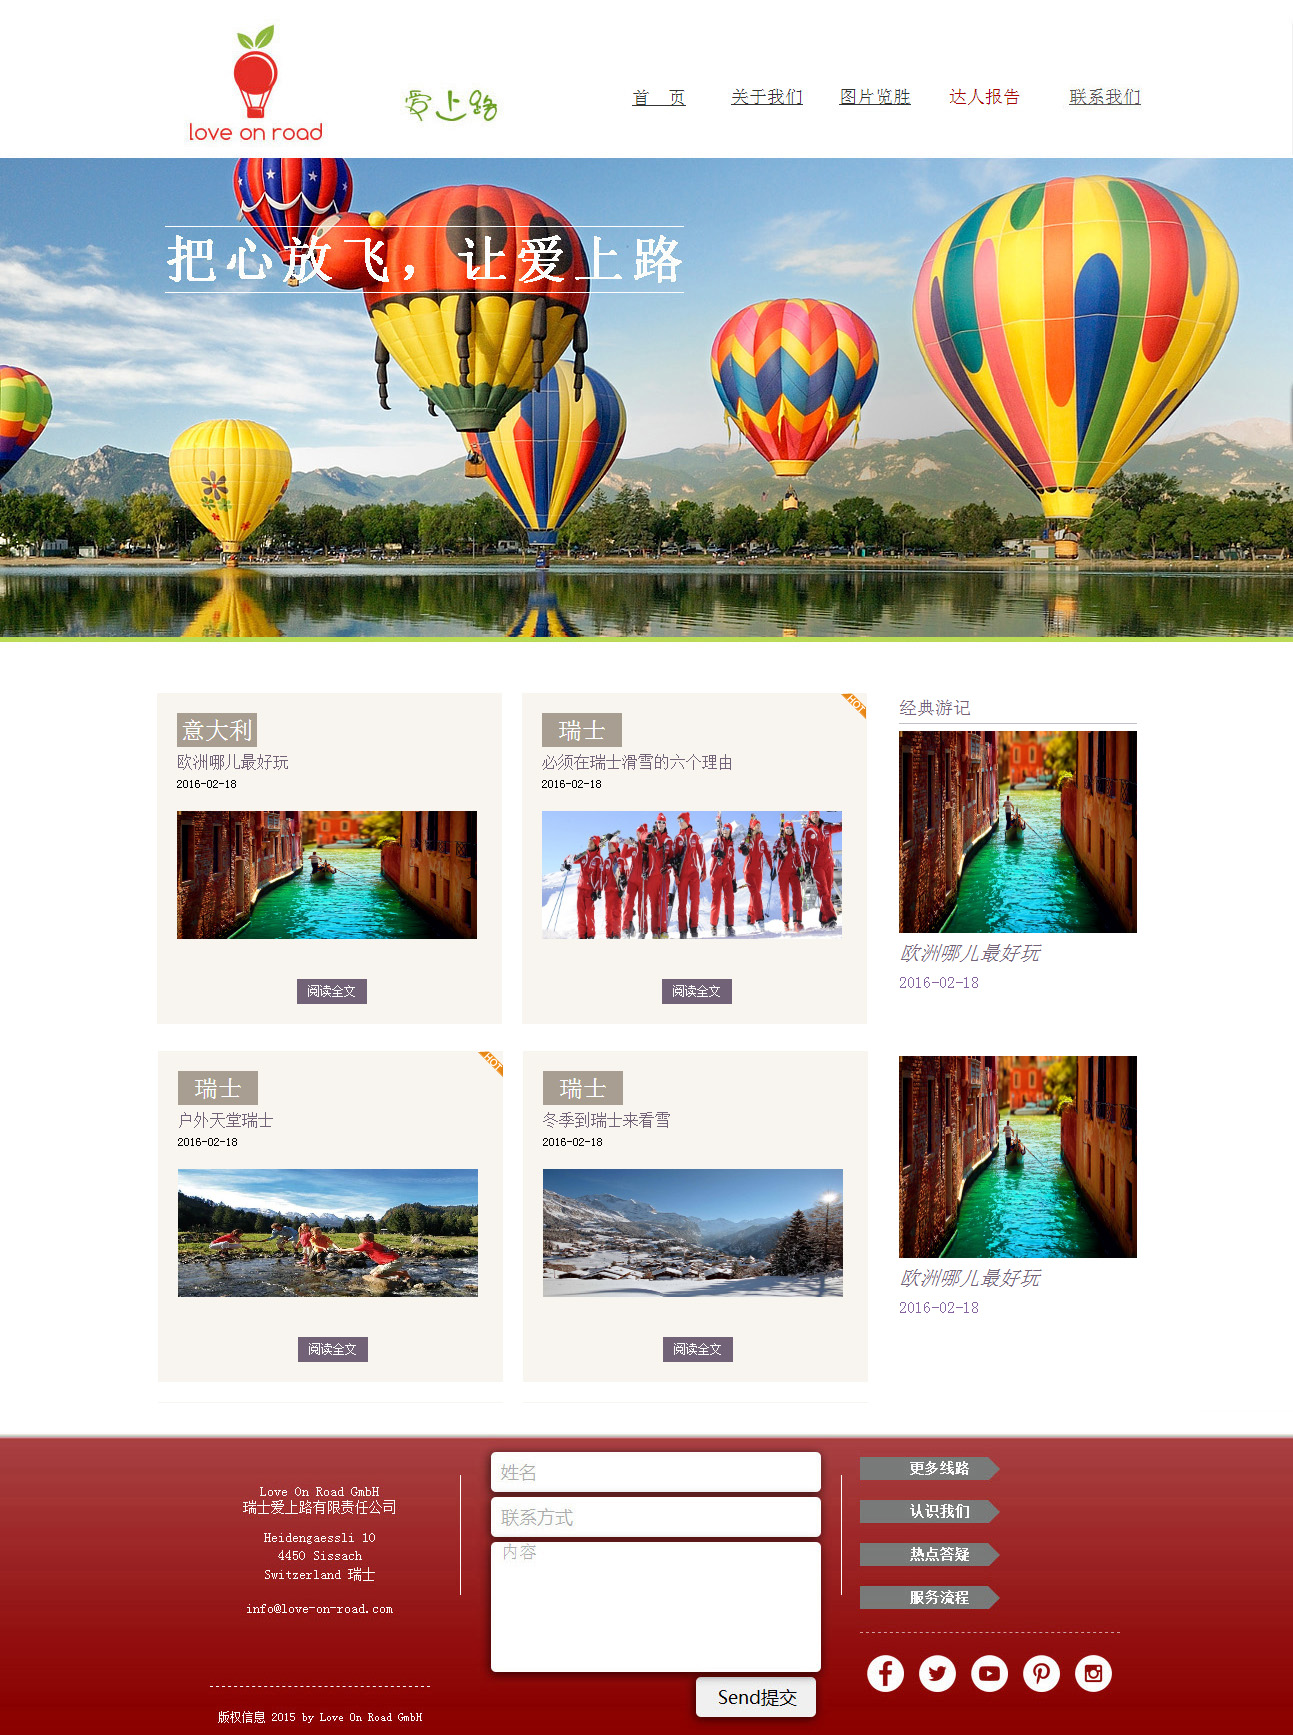 love on road
爱上路
首 页 关于我们 图片览胜 达人报告 联系我们
把心放飞，让爱上路
意大利
欧洲哪儿最好玩
2016-02-18
阅读全文
HOT
瑞士
必须在瑞士滑雪的六个理由
2016-02-18
阅读全文
经典游记
欧洲哪儿最好玩
2016-02-18
HOT
瑞士
户外天堂瑞士
2016-02-18
阅读全文
瑞士
冬季到瑞士来看雪
2016-02-18
阅读全文
欧洲哪儿最好玩
2016-02-18
Love On Road GmbH
瑞士爱上路有限责任公司
Heidengaessli 10
4450 Sissach
Switzerland 瑞士
info@love-on-road.com
版权信息 2015 by Love On Road GmbH
姓名
联系方式
内容
Send提交
更多线路
认识我们
热点答疑
服务流程